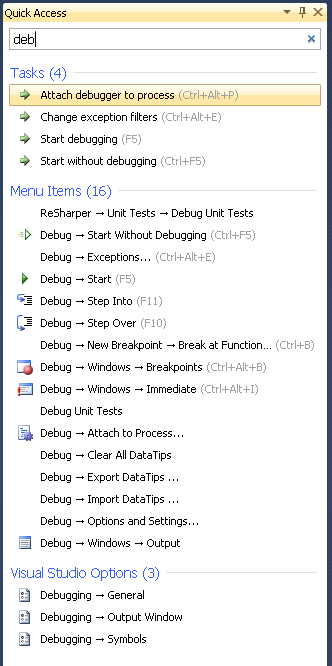 Quick Access
deb
Tasks (4)
Attach debugger to process (Ctrl+Alt+P)
Change exception filters (Ctrl+Alt+E)
Start debugging (F5)
Start without debugging (Ctrl+F5)
Menu Items (16)
ReSharper → Unit Tests → Debug Unit Tests
Debug → Start Without Debugging (Ctrl+F5)
Debug → Exceptions... (Ctrl+Alt+E)
Debug → Start (F5)
Debug → Step Into (F11)
Debug → Step Over (F10)
Debug → New Breakpoint → Break at Function... (Ctrl+B)
Debug → Windows → Breakpoints (Ctrl+Alt+B)
Debug → Windows → Immediate (Ctrl+Alt+I)
Debug Unit Tests
Debug → Attach to Process...
Debug → Clear All DataTips
Debug → Export DataTips ...
Debug → Import DataTips ...
Debug → Options and Settings...
Debug → Windows → Output
Visual Studio Options (3)
Debugging → General
Debugging → Output Window
Debugging → Symbols